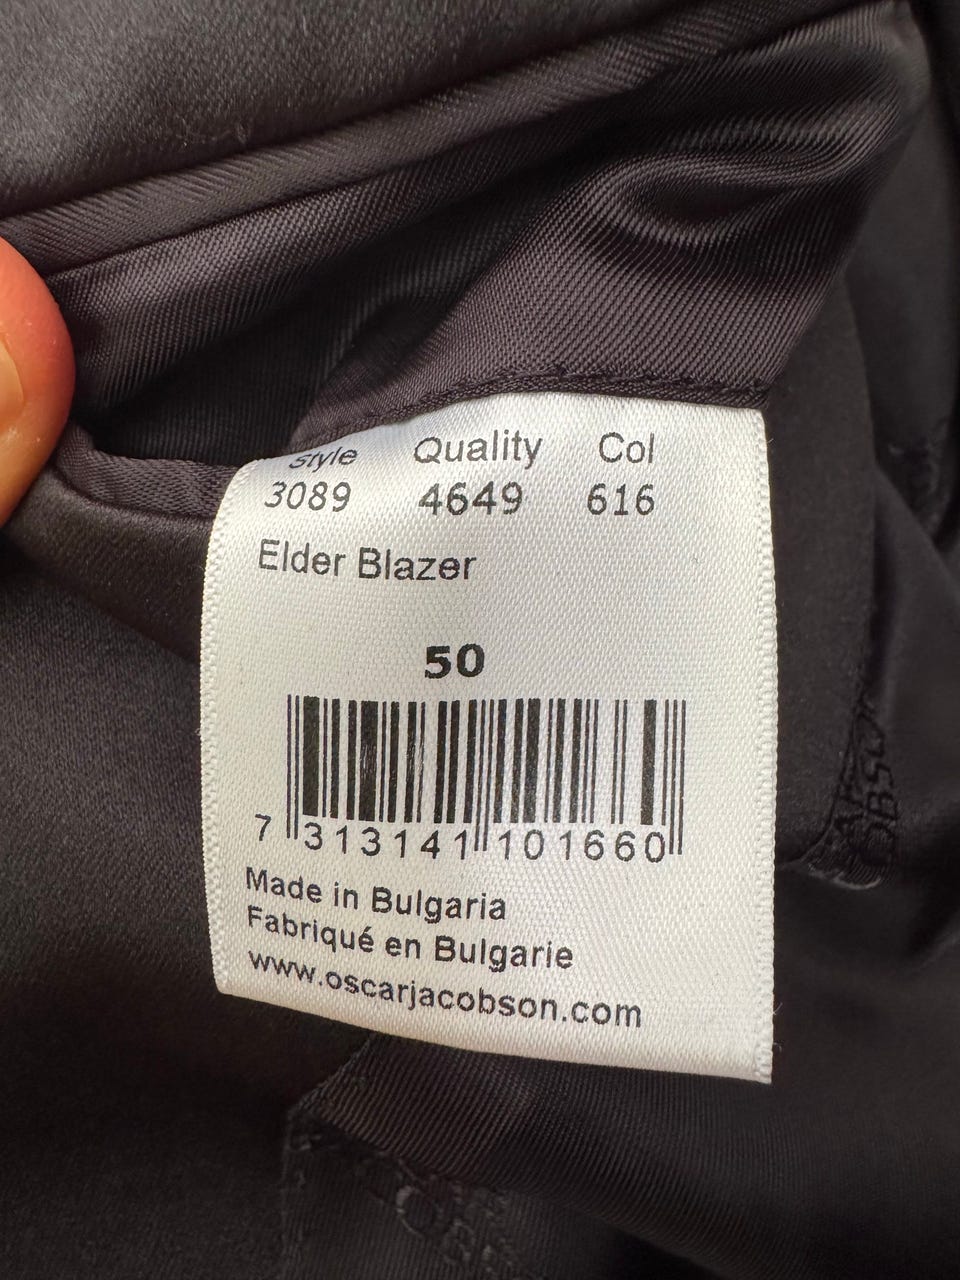 Style Quality Col
3089 4649 616
Elder Blazer
50
7 313141 101660
Made in Bulgaria
Fabriqué en Bulgarie
www.oscarjacobson.com